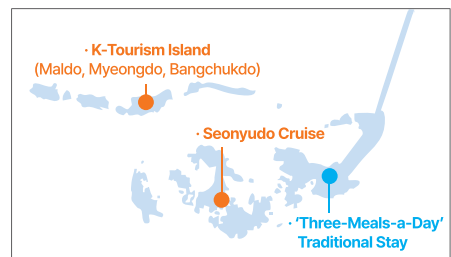 · K-Tourism Island
(Maldo, Myeongdo, Bangchukdo)
· Seonyudo Cruise
· ‘Three-Meals-a-Day’
Traditional Stay